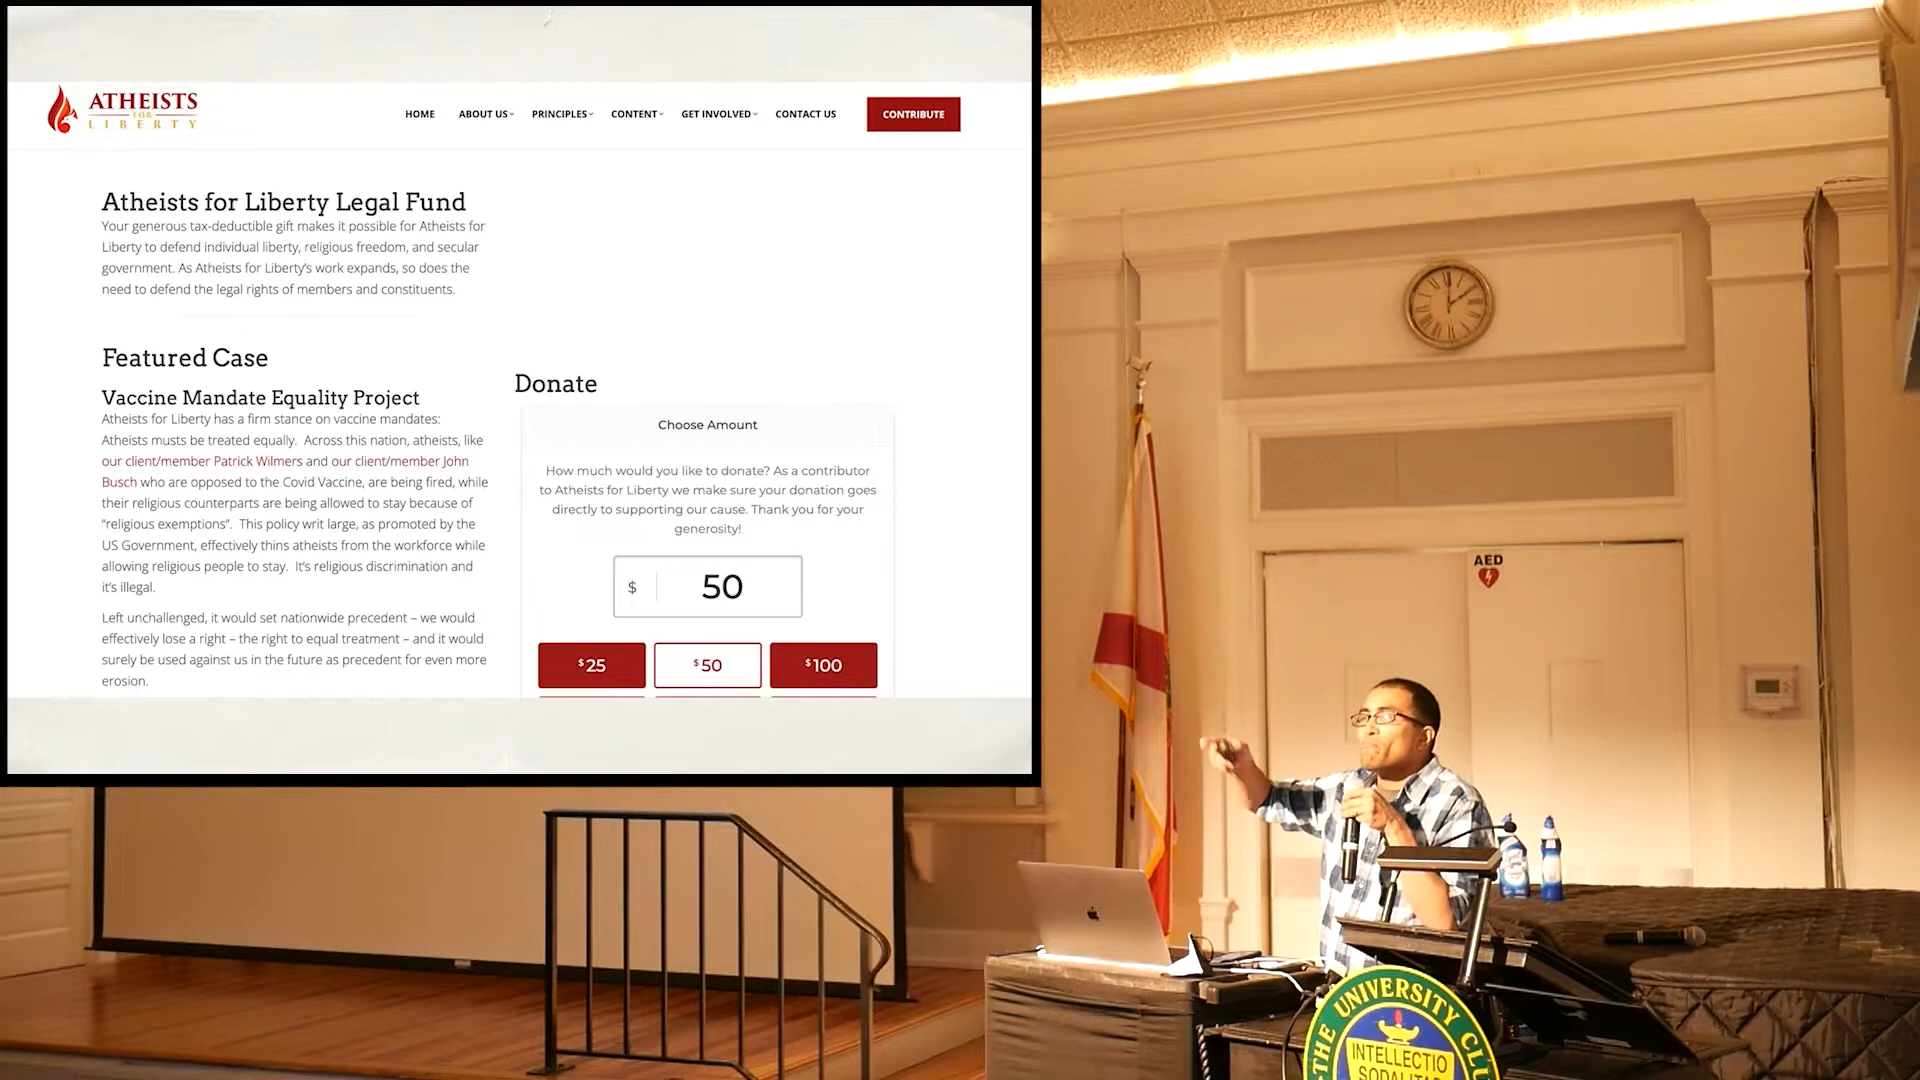 ATHEISTS
FOR
LIBERTY
HOME ABOUT US PRINCIPLES CONTENT GET INVOLVED CONTACT US CONTRIBUTE
Atheists for Liberty Legal Fund
Your generous tax-deductible gift makes it possible for Atheists for
Liberty to defend individual liberty, religious freedom, and secular
government. As Atheists for Liberty's work expands, so does the
need to defend the legal rights of members and constituents.
Featured Case
Vaccine Mandate Equality Project
Atheists for Liberty has a firm stance on vaccine mandates:
Atheists musts be treated equally. Across this nation, atheists, like
our client/member Patrick Wilmers and our client/member John
Busch who are opposed to the Covid Vaccine, are being fired, while
their religious counterparts are being allowed to stay because of
“religious exemptions”. This policy writ large, as promoted by the
US Government, effectively thins atheists from the workforce while
allowing religious people to stay. It's religious discrimination and
it's illegal.
Left unchallenged, it would set nationwide precedent – we would
effectively lose a right – the right to equal treatment – and it would
surely be used against us in the future as precedent for even more
erosion.
Donate
Choose Amount
How much would you like to donate? As a contributor
to Atheists for Liberty we make sure your donation goes
directly to supporting our cause. Thank you for your
generosity!
$ 50
$25 $50 $100
AED
THE UNIVERSITY CLU
INTELLECTIO
SODALITAS